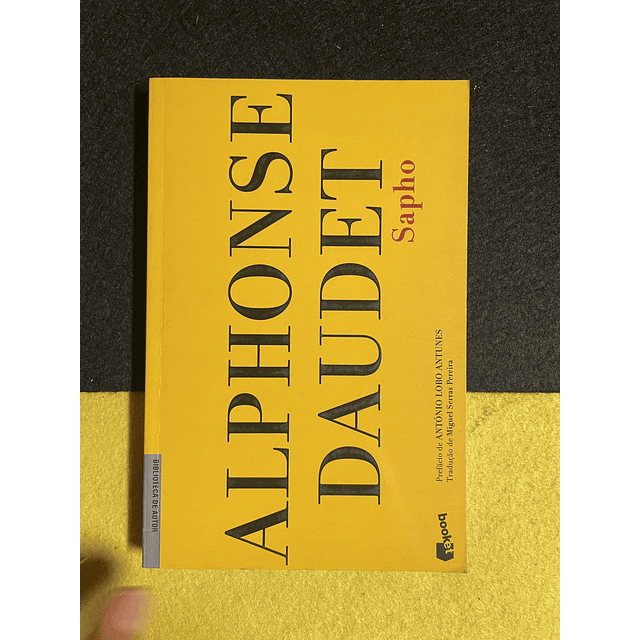 ALPHONSE
DAUDET
Sapho
Prefácio de ANTÓNIO LOBO ANTUNES
Tradução de Miguel Serras Pereira
booket
BIBLIOTECA DE AUTOR